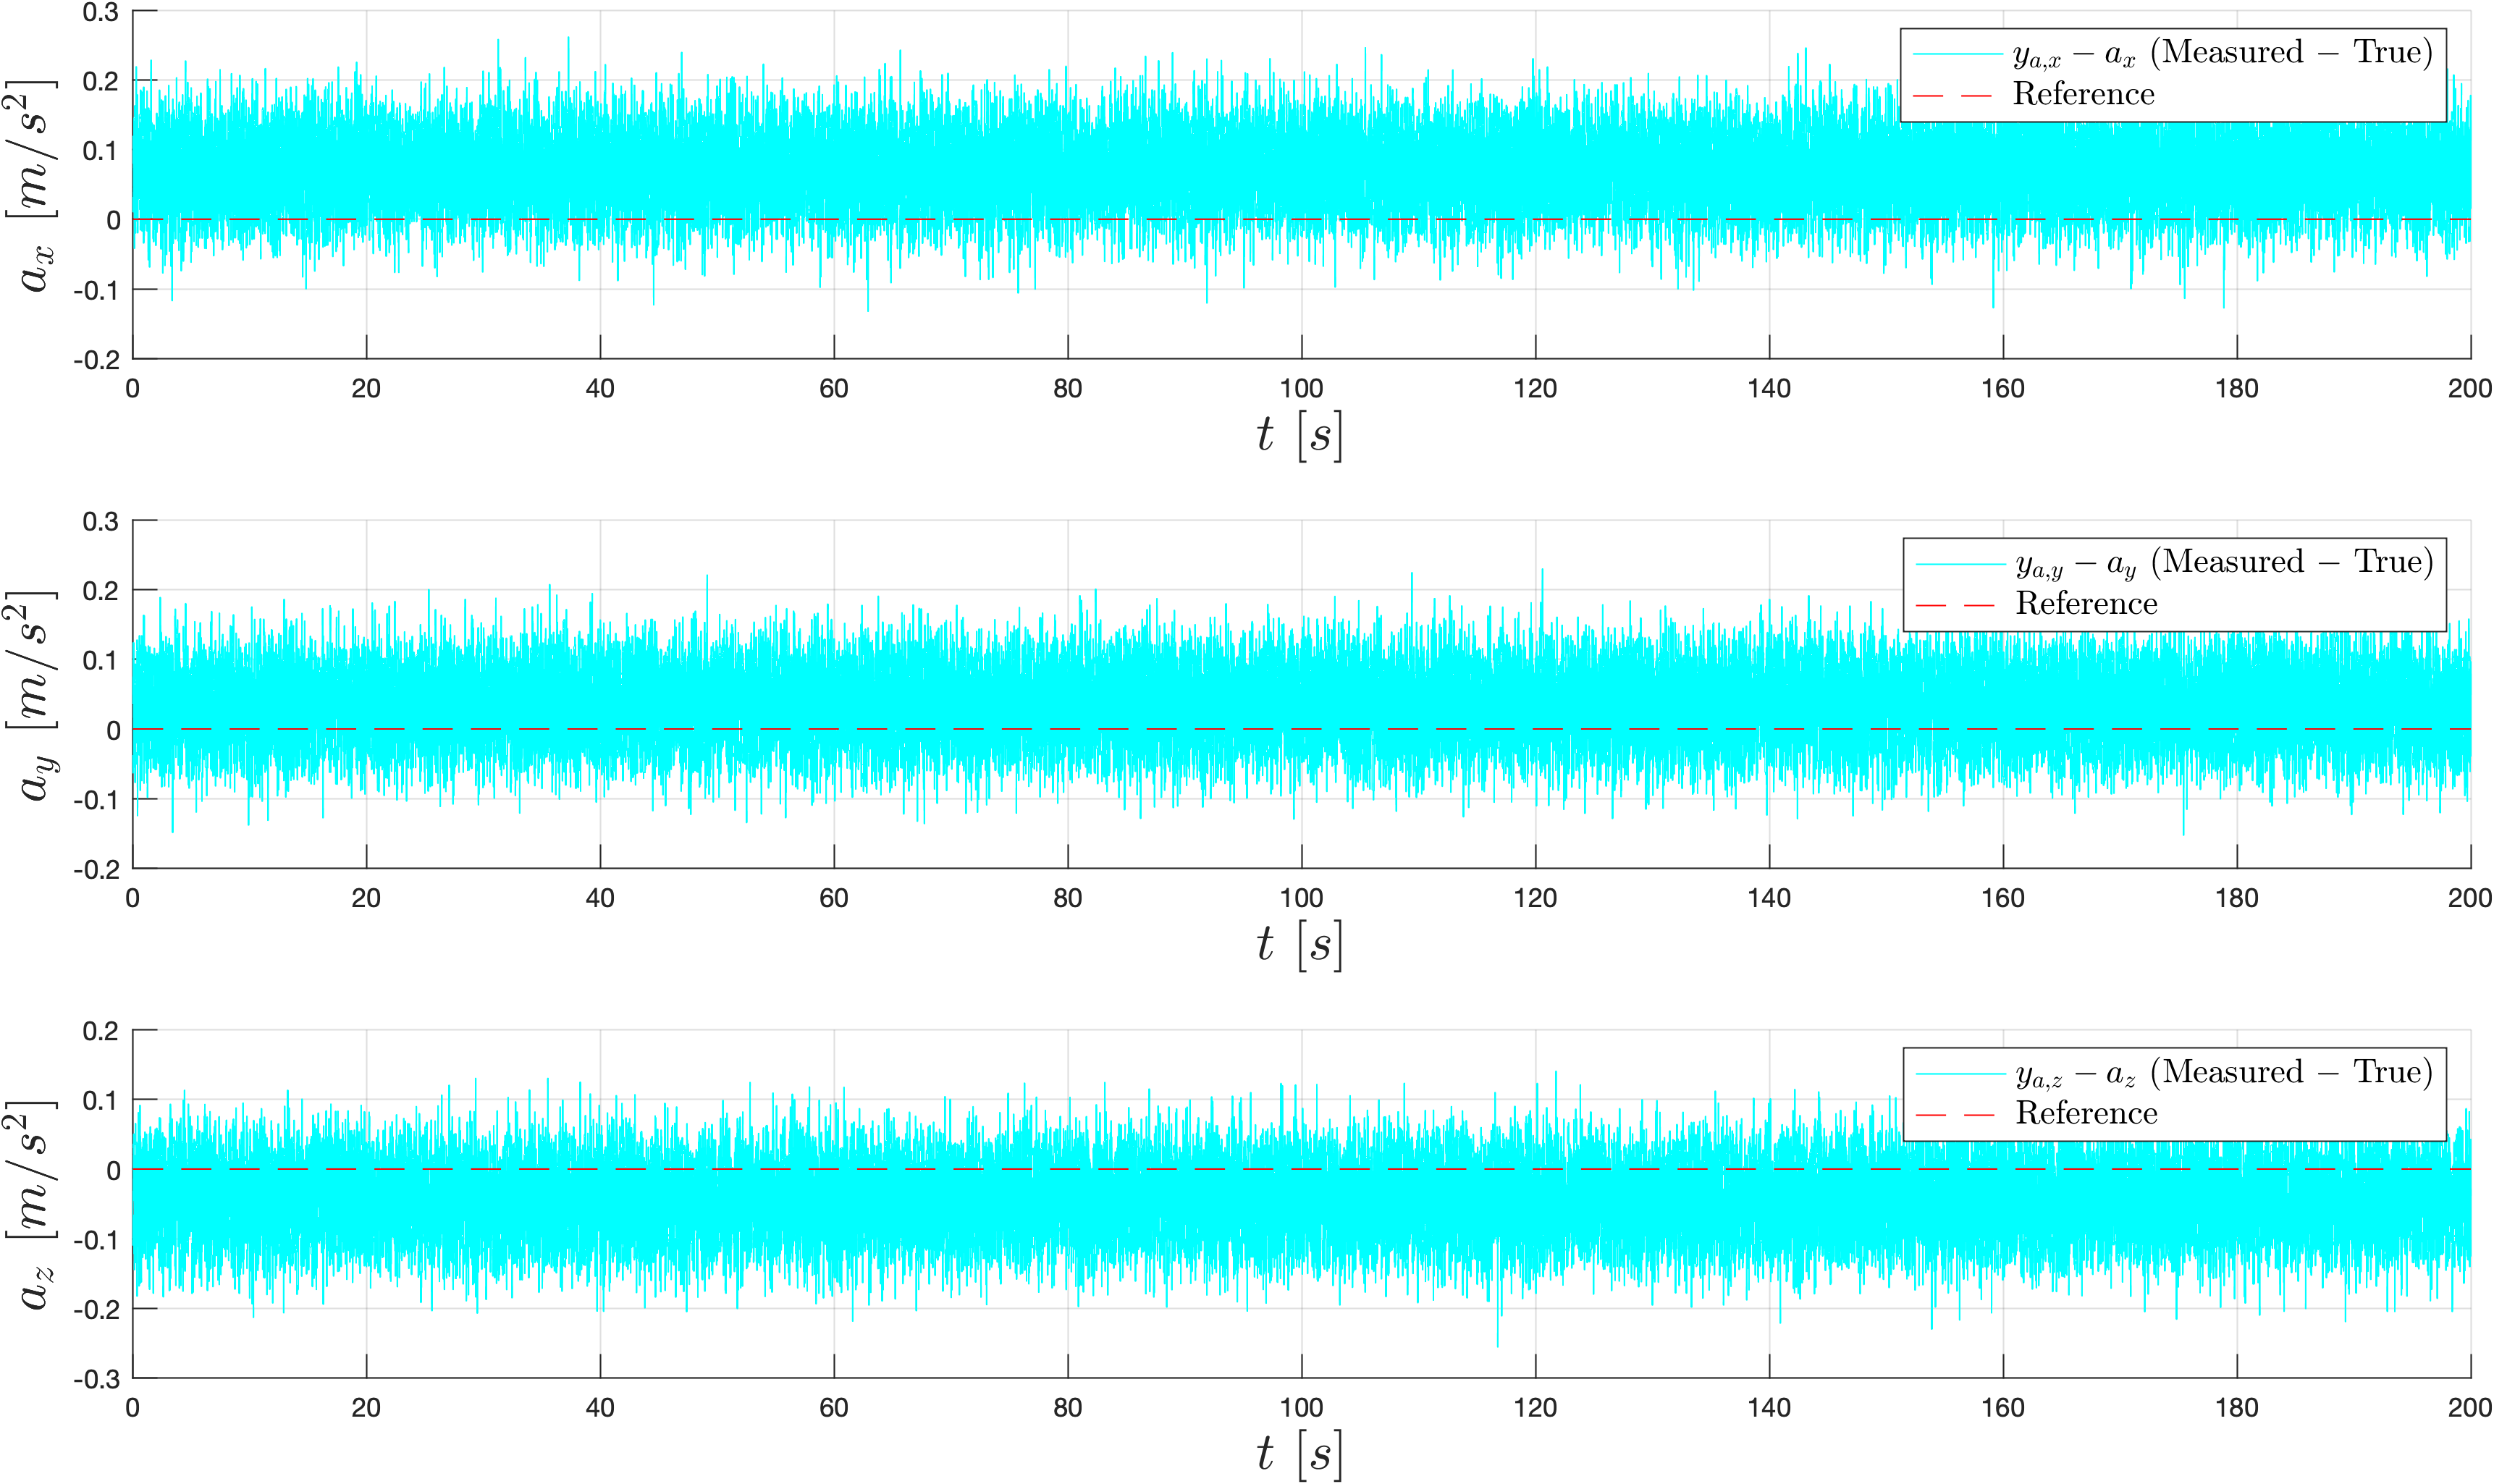 0.3
0.2
0.1
0
-0.1
-0.2
a_x [m/s^2]
y_{a,x} − a_x (Measured − True)
Reference
0 20 40 60 80 100 120 140 160 180 200
t [s]
0.3
0.2
0.1
0
-0.1
-0.2
a_y [m/s^2]
y_{a,y} − a_y (Measured − True)
Reference
0 20 40 60 80 100 120 140 160 180 200
t [s]
0.2
0.1
0
-0.1
-0.2
-0.3
a_z [m/s^2]
y_{a,z} − a_z (Measured − True)
Reference
0 20 40 60 80 100 120 140 160 180 200
t [s]